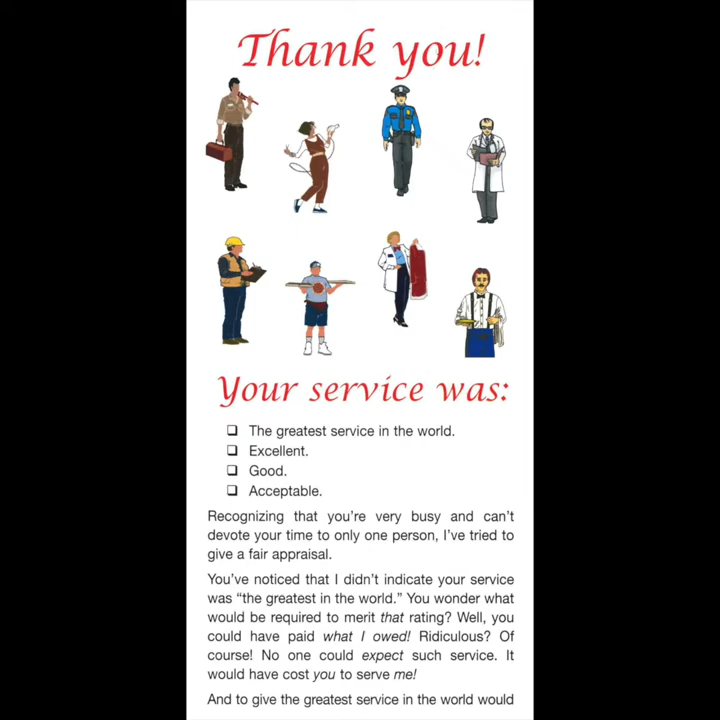 Thank you!
Your service was:
❑ The greatest service in the world.
❑ Excellent.
❑ Good.
❑ Acceptable.
Recognizing that you’re very busy and can’t
devote your time to only one person, I’ve tried to
give a fair appraisal.
You’ve noticed that I didn’t indicate your service
was “the greatest in the world.” You wonder what
would be required to merit that rating? Well, you
could have paid what I owed! Ridiculous? Of
course! No one could expect such service. It
would have cost you to serve me!
And to give the greatest service in the world would